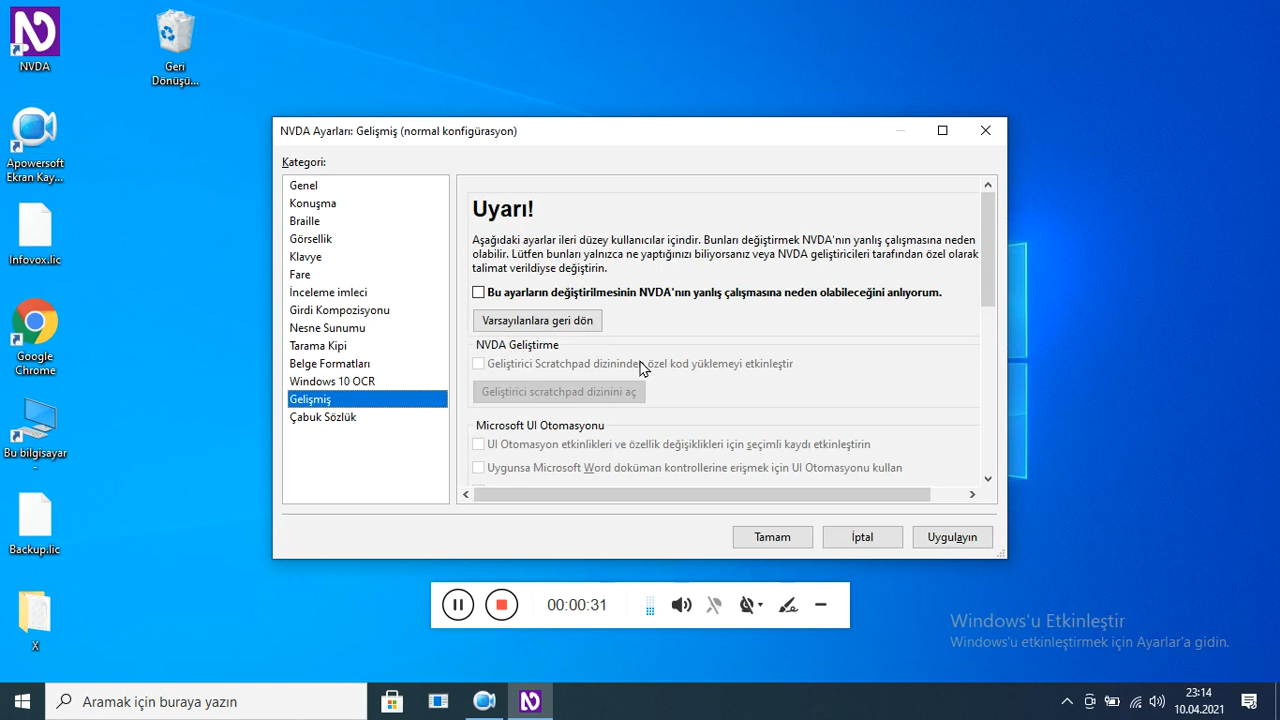 NVDA
Geri
Dönüşü...
Apowersoft
Ekran Kay...
Infovox.lic
Google
Chrome
Bu bilgisayar
-
Backup.lic
X
NVDA Ayarları: Gelişmiş (normal konfigürasyon)
Kategori:
Genel
Konuşma
Braille
Görsellik
Klavye
Fare
İnceleme imleci
Girdi Kompozisyonu
Nesne Sunumu
Tarama Kipi
Belge Formatları
Windows 10 OCR
Gelişmiş
Çabuk Sözlük
Uyarı!
Aşağıdaki ayarlar ileri düzey kullanıcılar içindir. Bunları değiştirmek NVDA'nın yanlış çalışmasına neden
olabilir. Lütfen bunları yalnızca ne yaptığınızı biliyorsanız veya NVDA geliştiricileri tarafından özel olarak
talimat verildiyse değiştirin.
Bu ayarların değiştirilmesinin NVDA'nın yanlış çalışmasına neden olabileceğini anlıyorum.
Varsayılanlara geri dön
NVDA Geliştirme
Geliştirici Scratchpad dizininden özel kod yüklemeyi etkinleştir
Geliştirici scratchpad dizinini aç
Microsoft UI Otomasyonu
UI Otomasyon etkinlikleri ve özellik değişiklikleri için seçimli kaydı etkinleştirin
Uygunsa Microsoft Word doküman kontrollerine erişmek için UI Otomasyonu kullan
Tamam
İptal
Uygulayın
00:00:31
Windows'u Etkinleştir
Windows'u etkinleştirmek için Ayarlar'a gidin.
Aramak için buraya yazın
23:14
10.04.2021